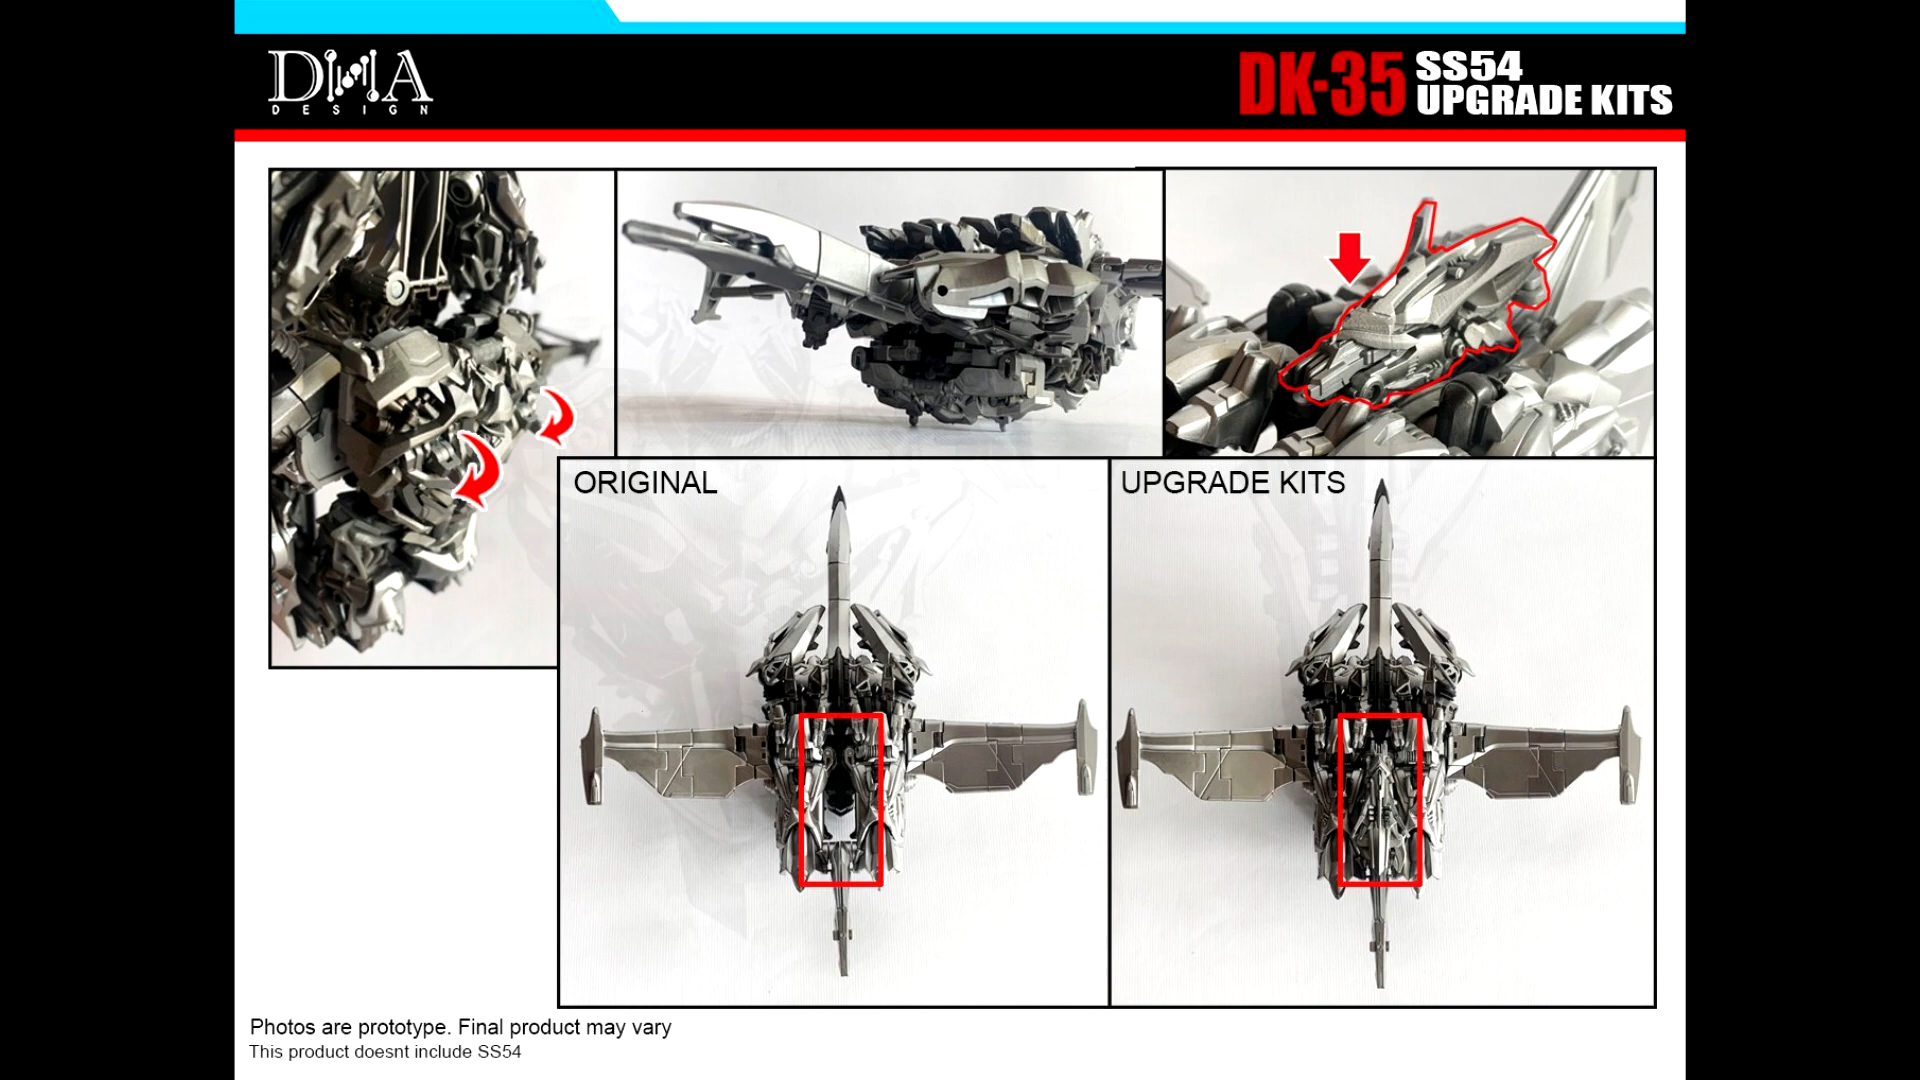 DNA
DESIGN
DK-35
SS54
UPGRADE KITS
ORIGINAL
UPGRADE KITS
Photos are prototype. Final product may vary
This product doesnt include SS54